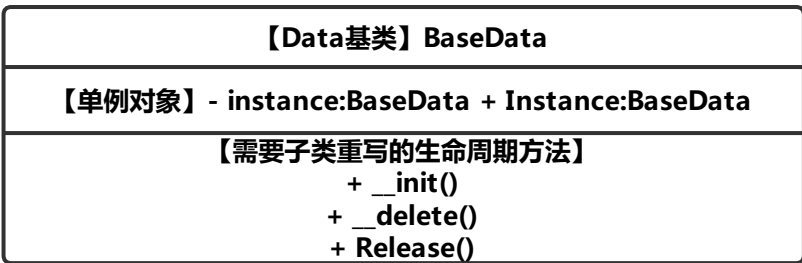 【Data基类】BaseData
【单例对象】- instance:BaseData + Instance:BaseData
【需要子类重写的生命周期方法】
+ __init()
+ __delete()
+ Release()